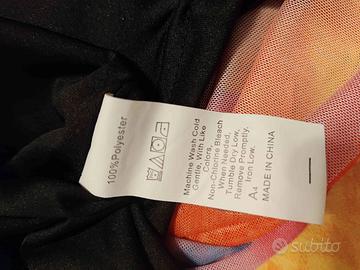 100%Polyester
Machine Wash Cold
Gentle, With Like
Colors,
Non-Chlorine Bleach
When Needed,
Tumble Dry Low,
Remove Promptly.
Iron Low.
A4
MADE IN CHINA
subito